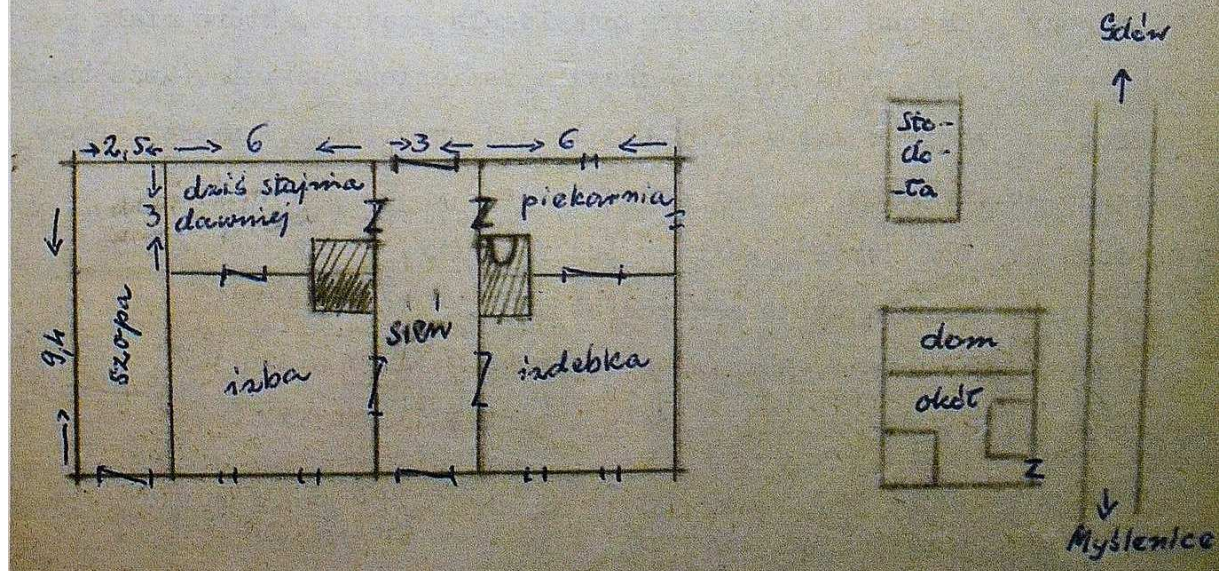 Gdów
→2,5← → 6 ← →3← → 6 ←
dziś stajnia
dawniej
3
piekarnia
9,4
szopa
izba
sień
izdebka
sto-
do-
-ła
dom
okół
Myślenice